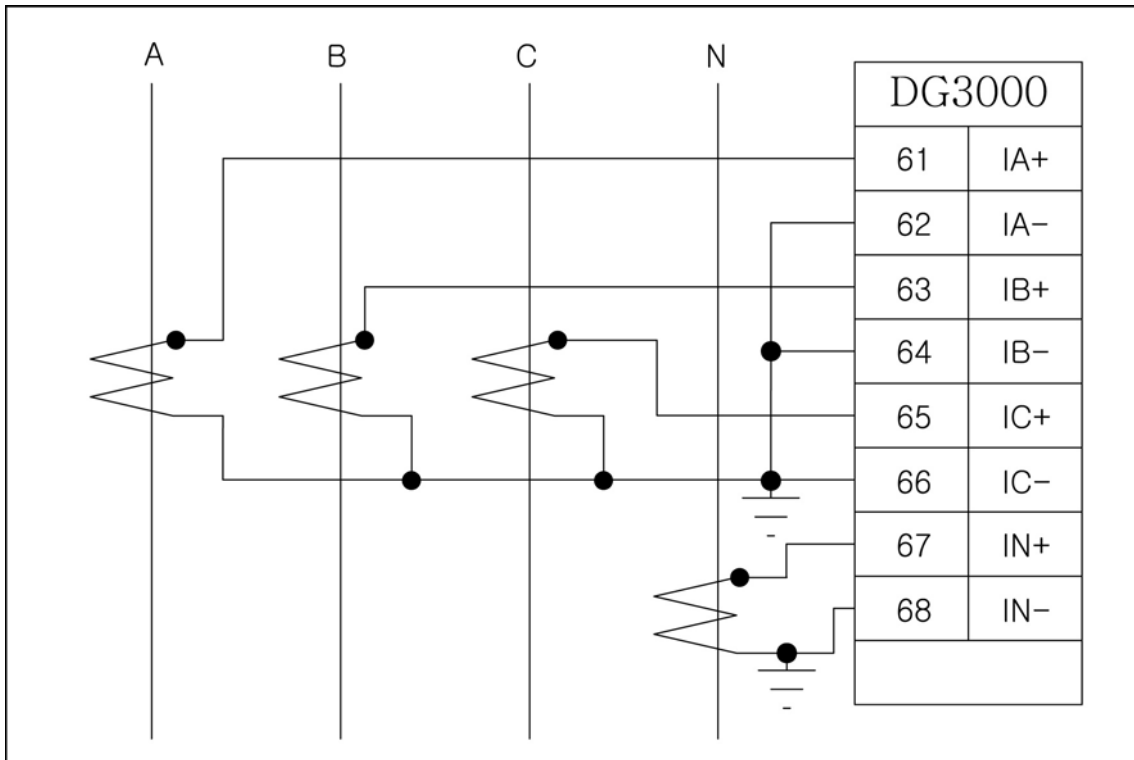 A B C N
DG3000
61 IA+
62 IA−
63 IB+
64 IB−
65 IC+
66 IC−
67 IN+
68 IN−